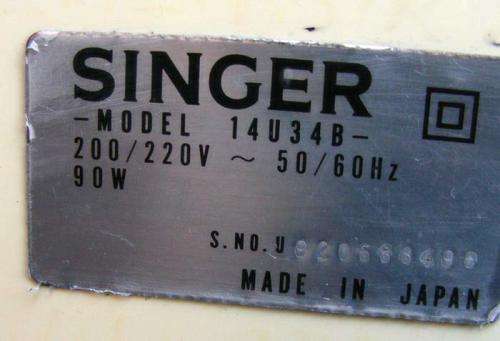 SINGER
-MODEL 14U34B-
200/220V ~ 50/60Hz
90W
S.NO.U
MADE IN JAPAN